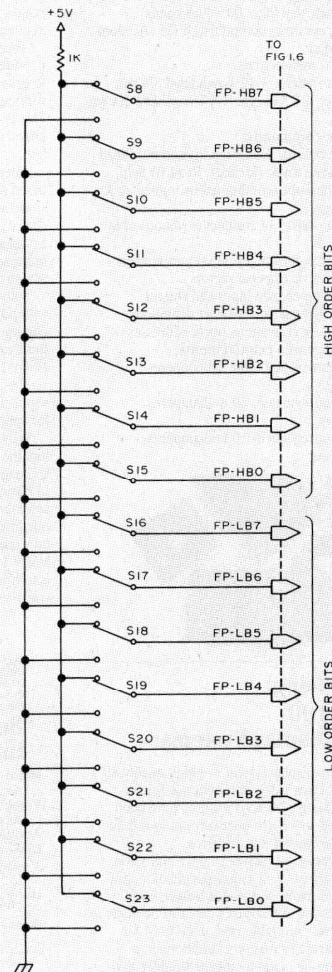 +5V
1K
TO
FIG 1.6
S8 FP-HB7
S9 FP-HB6
S10 FP-HB5
S11 FP-HB4
S12 FP-HB3
S13 FP-HB2
S14 FP-HB1
S15 FP-HB0
HIGH ORDER BITS
S16 FP-LB7
S17 FP-LB6
S18 FP-LB5
S19 FP-LB4
S20 FP-LB3
S21 FP-LB2
S22 FP-LB1
S23 FP-LB0
LOW ORDER BITS